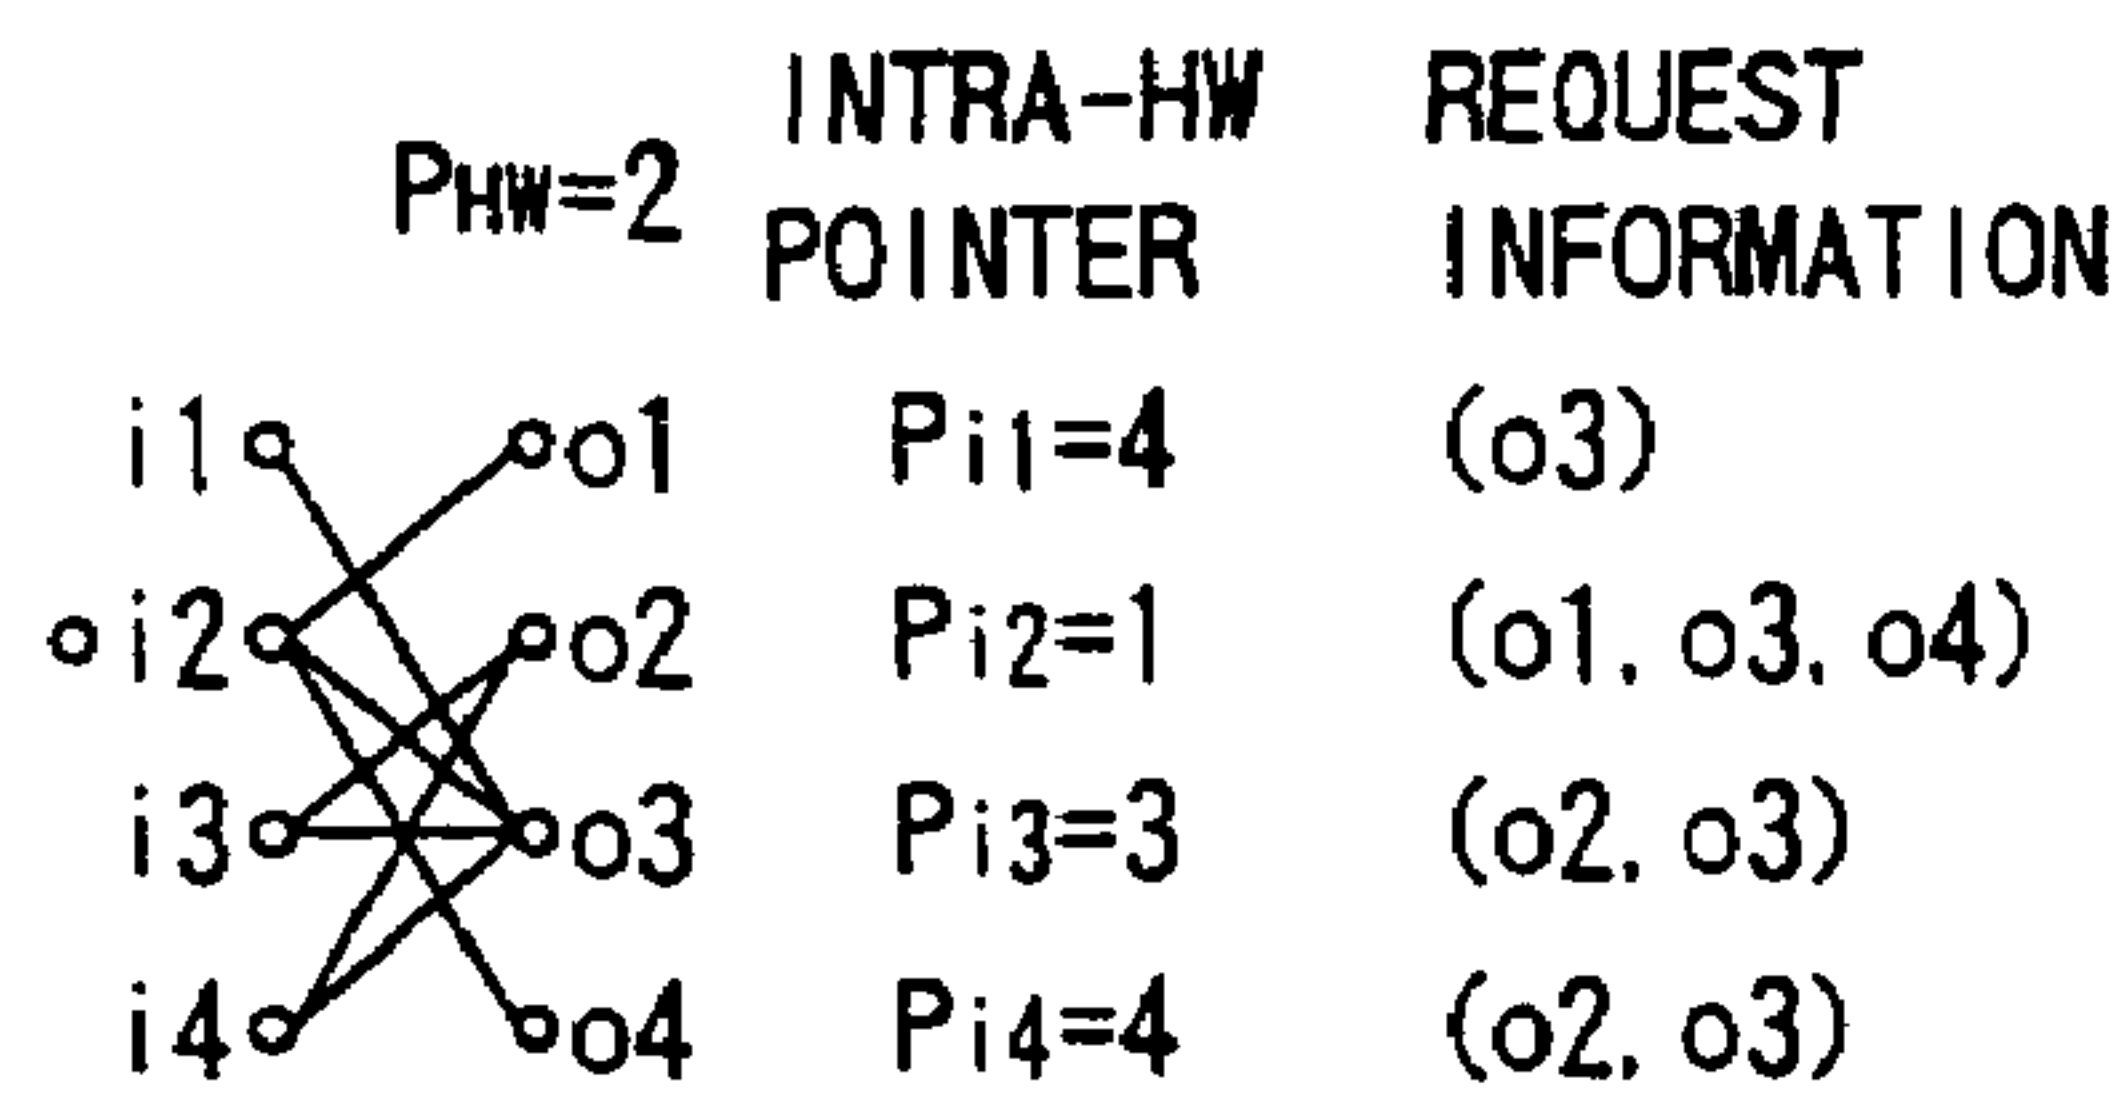 PHW=2 INTRA-HW POINTER REQUEST INFORMATION
i1 o1 Pi1=4 (o3)
o i2 o2 Pi2=1 (o1, o3, o4)
i3 o3 Pi3=3 (o2, o3)
i4 o4 Pi4=4 (o2, o3)